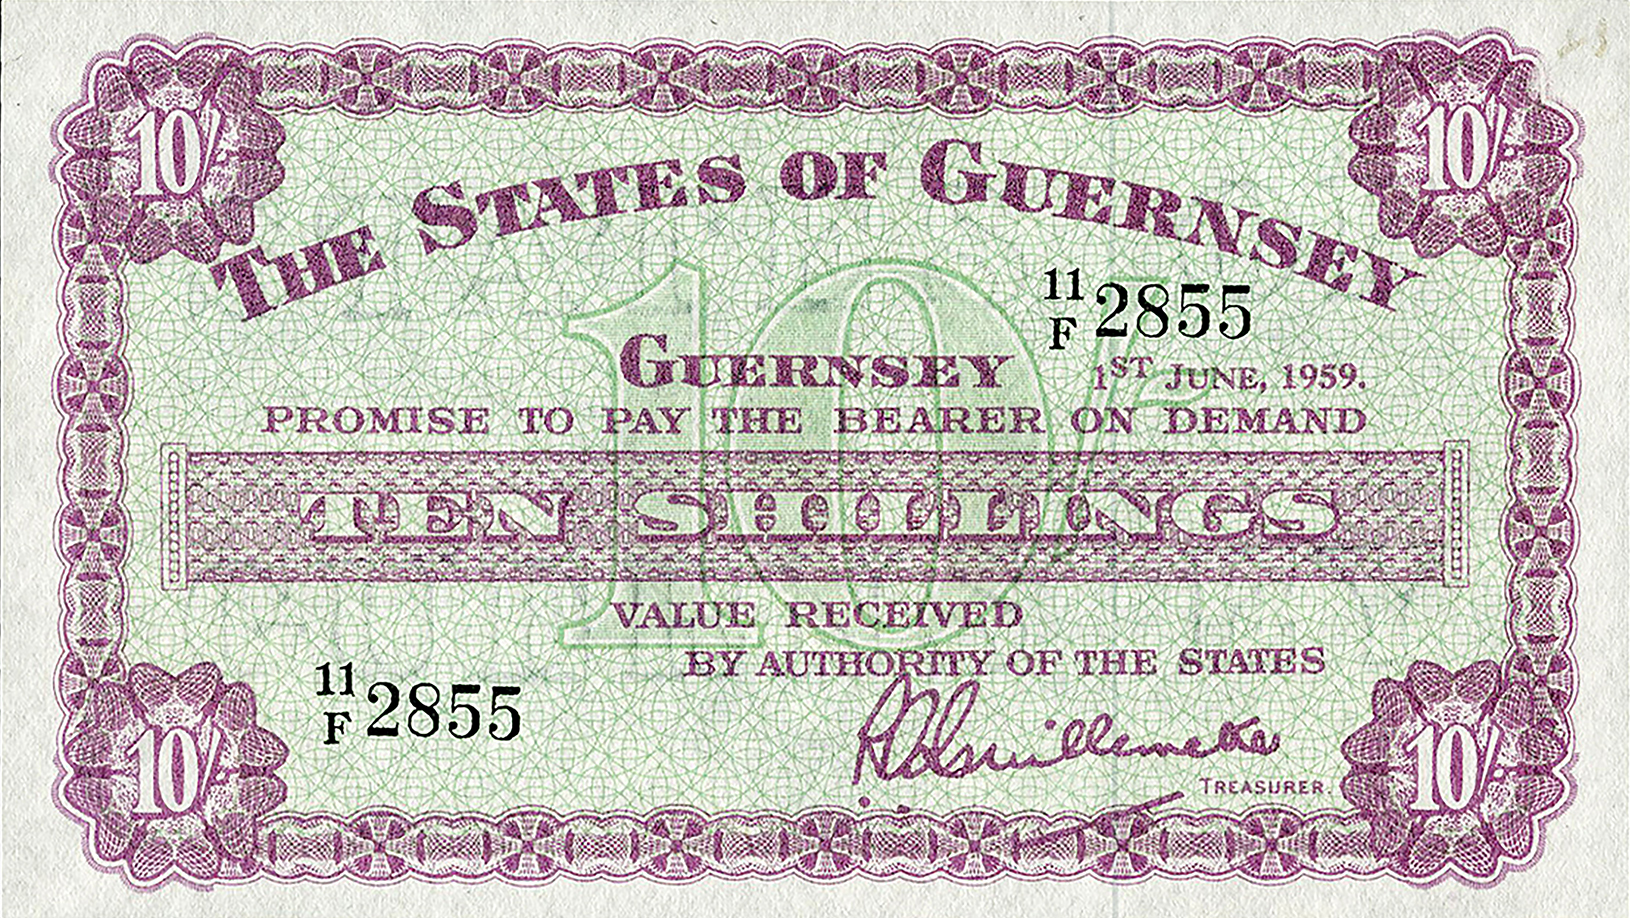 10/- 10/-
THE STATES OF GUERNSEY
11/F 2855
GUERNSEY 1ST JUNE, 1959.
PROMISE TO PAY THE BEARER ON DEMAND
10/-
TEN SHILLINGS
VALUE RECEIVED
BY AUTHORITY OF THE STATES
11/F 2855
TREASURER.
10/- 10/-